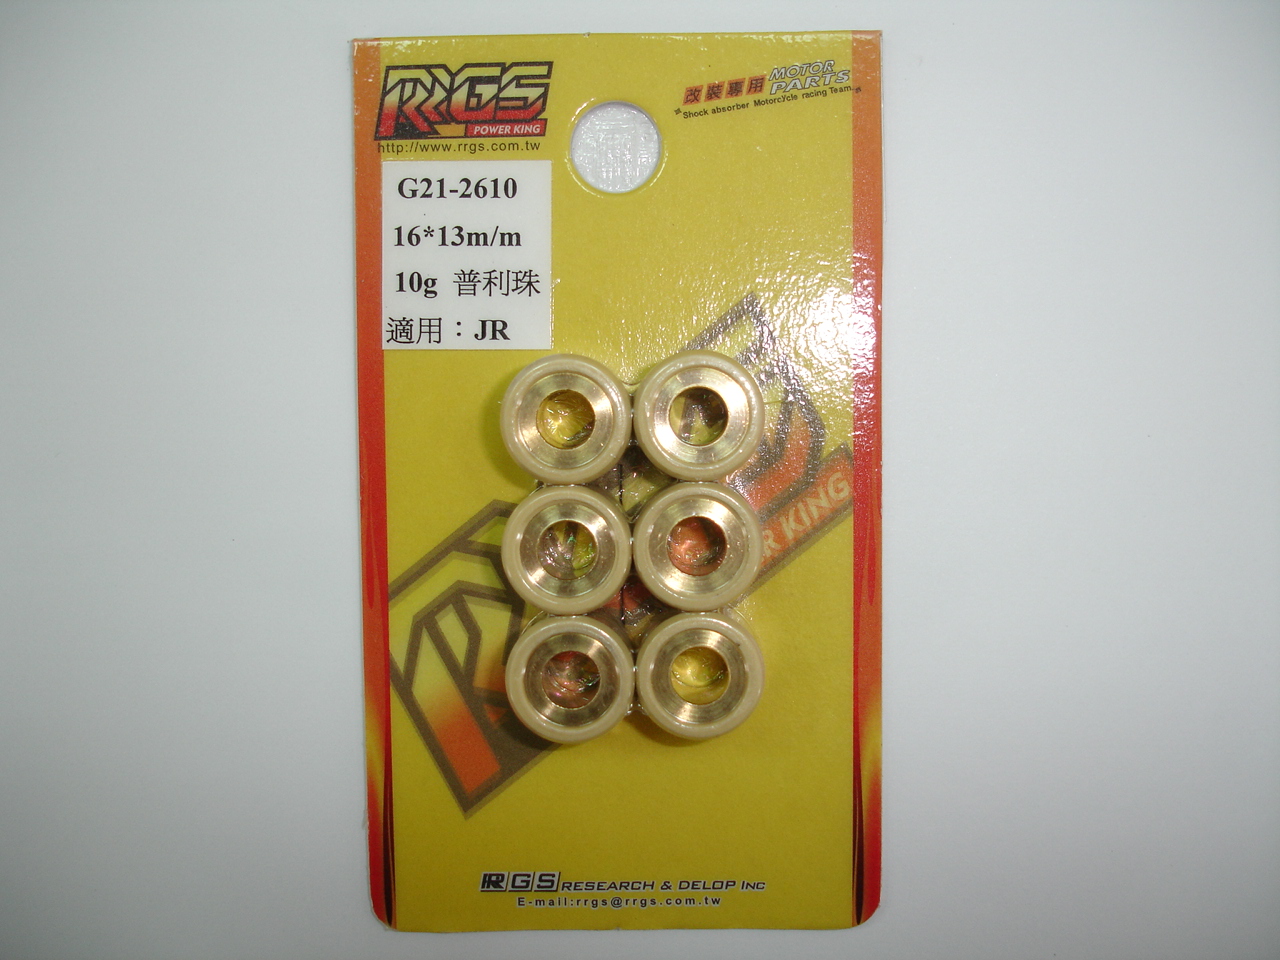 RRGS
POWER KING
http://www.rrgs.com.tw
改裝專用 MOTOR PARTS
Shock absorber Motorcycle racing Team
G21-2610
16*13m/m
10g 普利珠
適用：JR
R KING
RRGS RESEARCH & DELOP INC
E-mail:rrgs@rrgs.com.tw